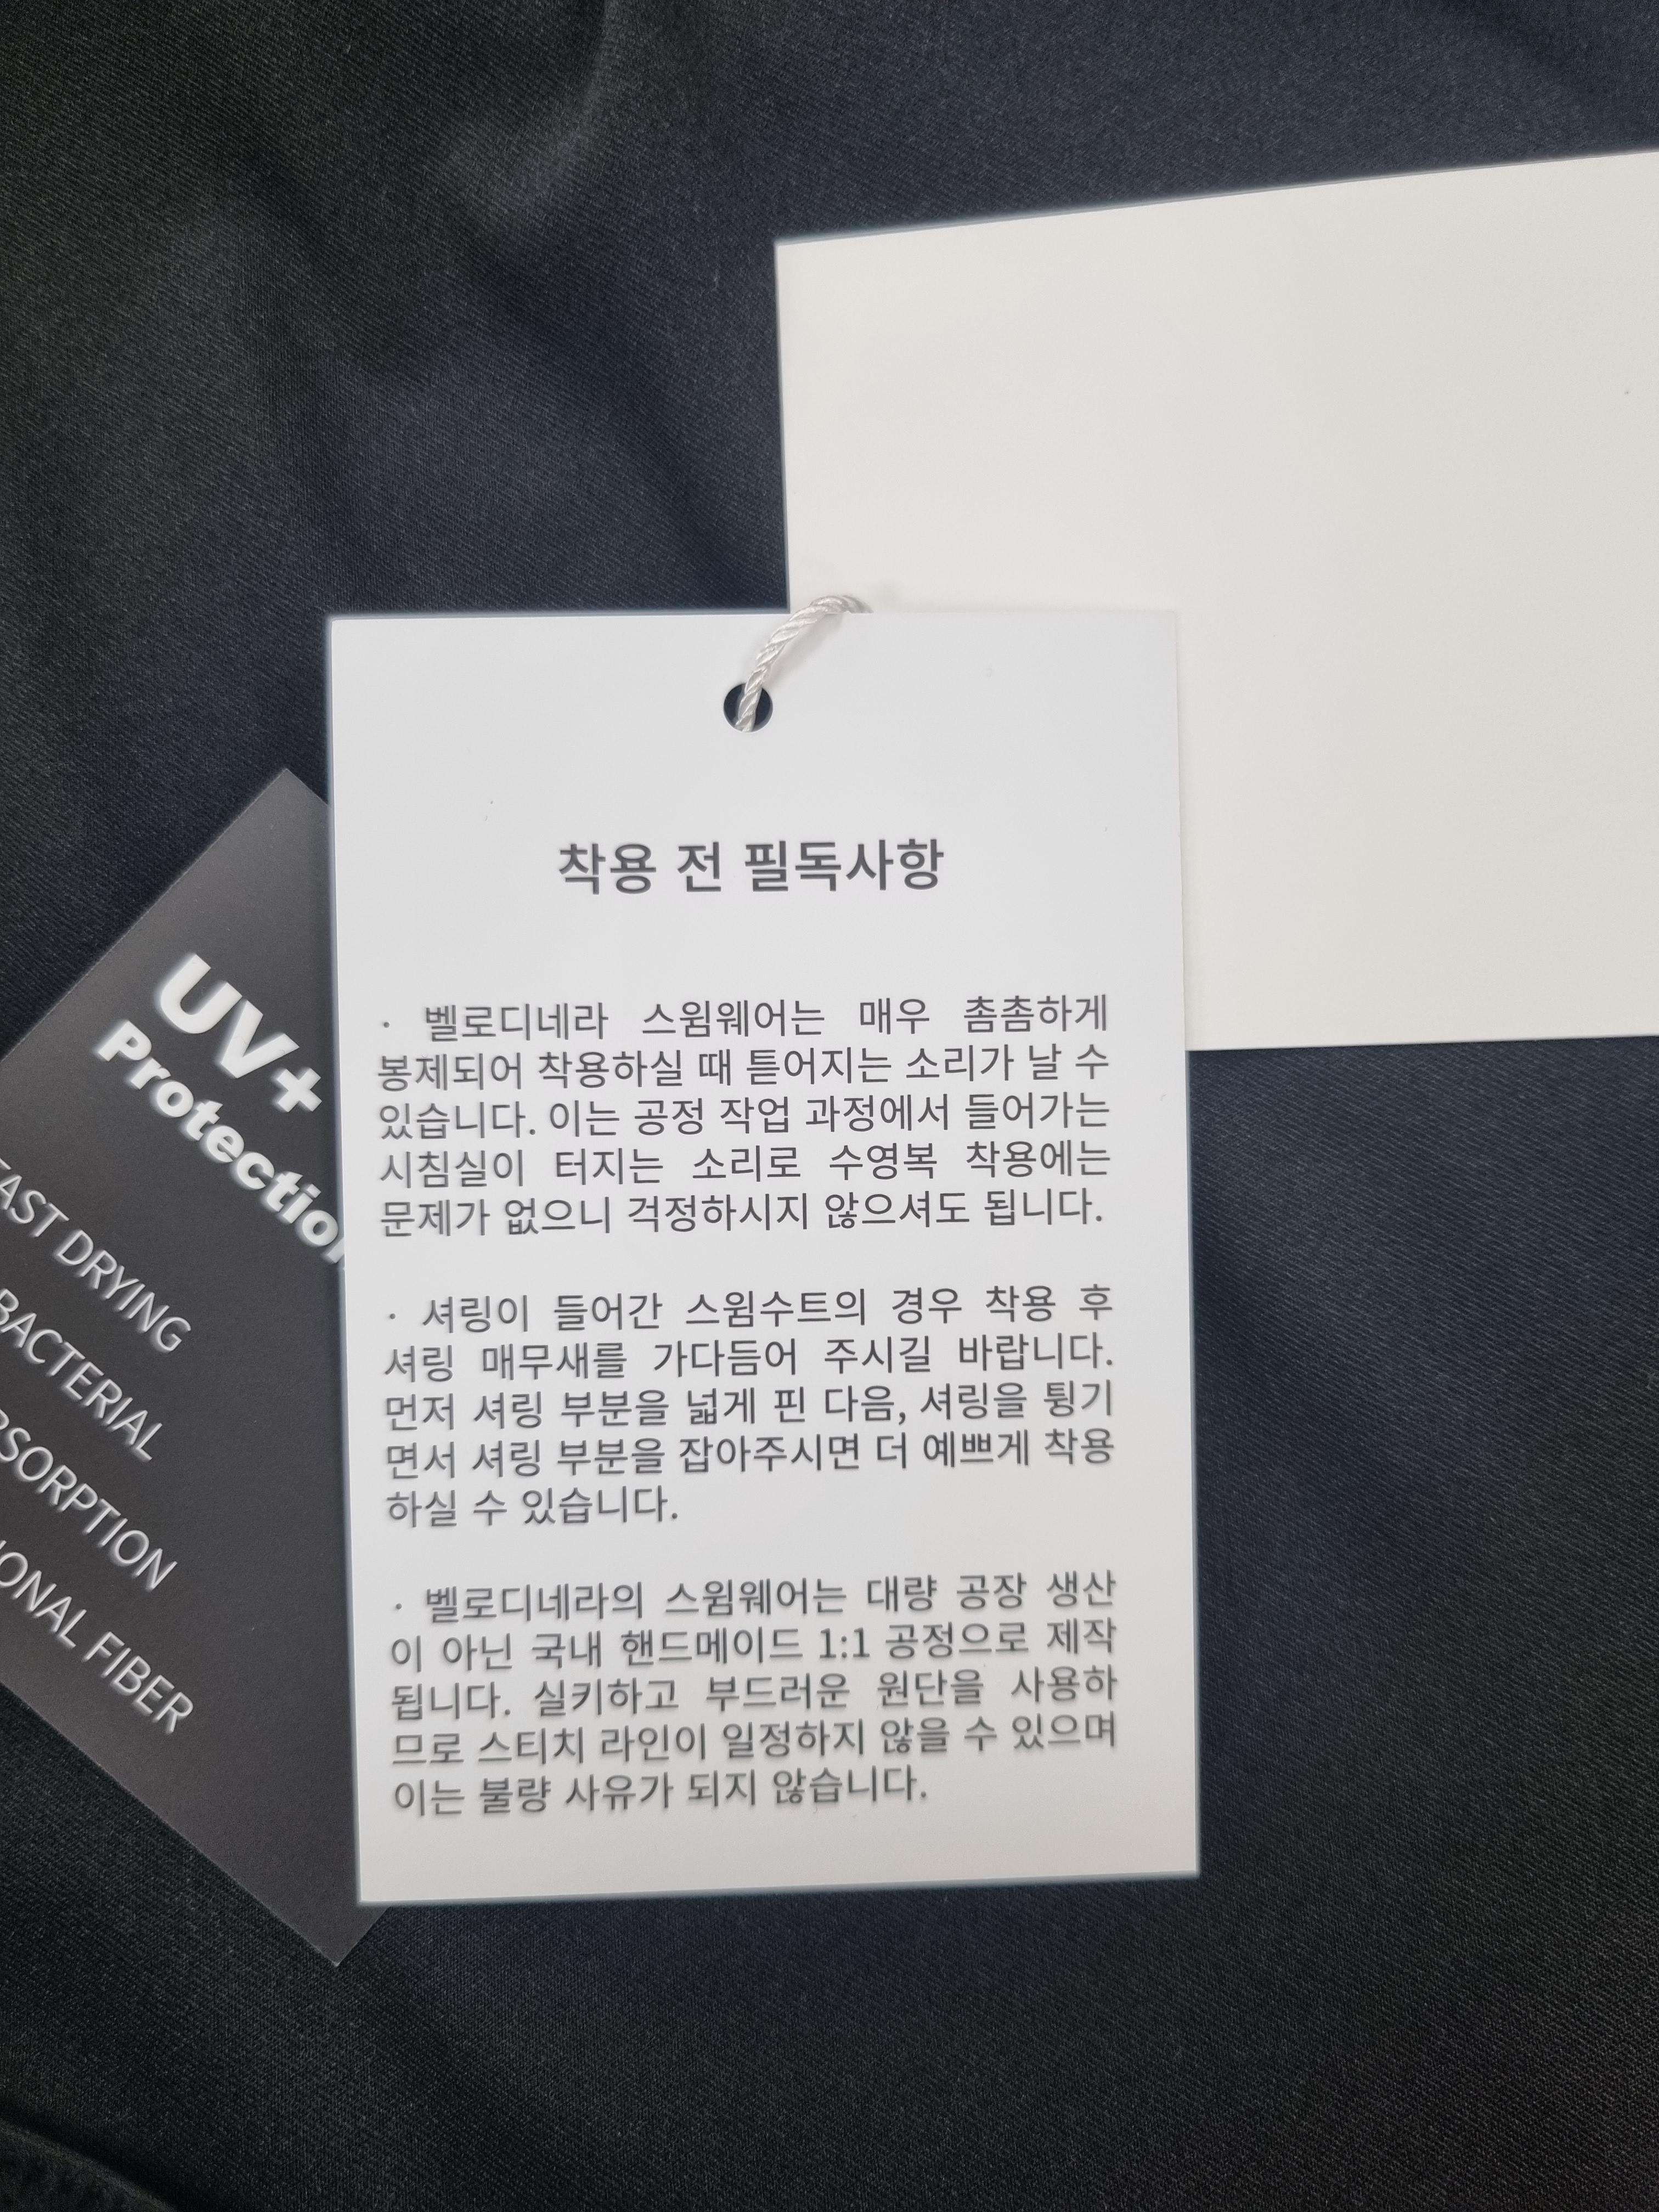 착용 전 필독사항
· 벨로디네라 스윔웨어는 매우 촘촘하게
봉제되어 착용하실 때 튿어지는 소리가 날 수
있습니다. 이는 공정 작업 과정에서 들어가는
시침실이 터지는 소리로 수영복 착용에는
문제가 없으니 걱정하시지 않으셔도 됩니다.
· 셔링이 들어간 스윔수트의 경우 착용 후
셔링 매무새를 가다듬어 주시길 바랍니다.
먼저 셔링 부분을 넓게 핀 다음, 셔링을 튕기
면서 셔링 부분을 잡아주시면 더 예쁘게 착용
하실 수 있습니다.
· 벨로디네라의 스윔웨어는 대량 공장 생산
이 아닌 국내 핸드메이드 1:1 공정으로 제작
됩니다. 실키하고 부드러운 원단을 사용하
므로 스티치 라인이 일정하지 않을 수 있으며
이는 불량 사유가 되지 않습니다.
UV+
Protection
FAST DRYING
BACTERIAL
SORPTION
IONAL FIBER